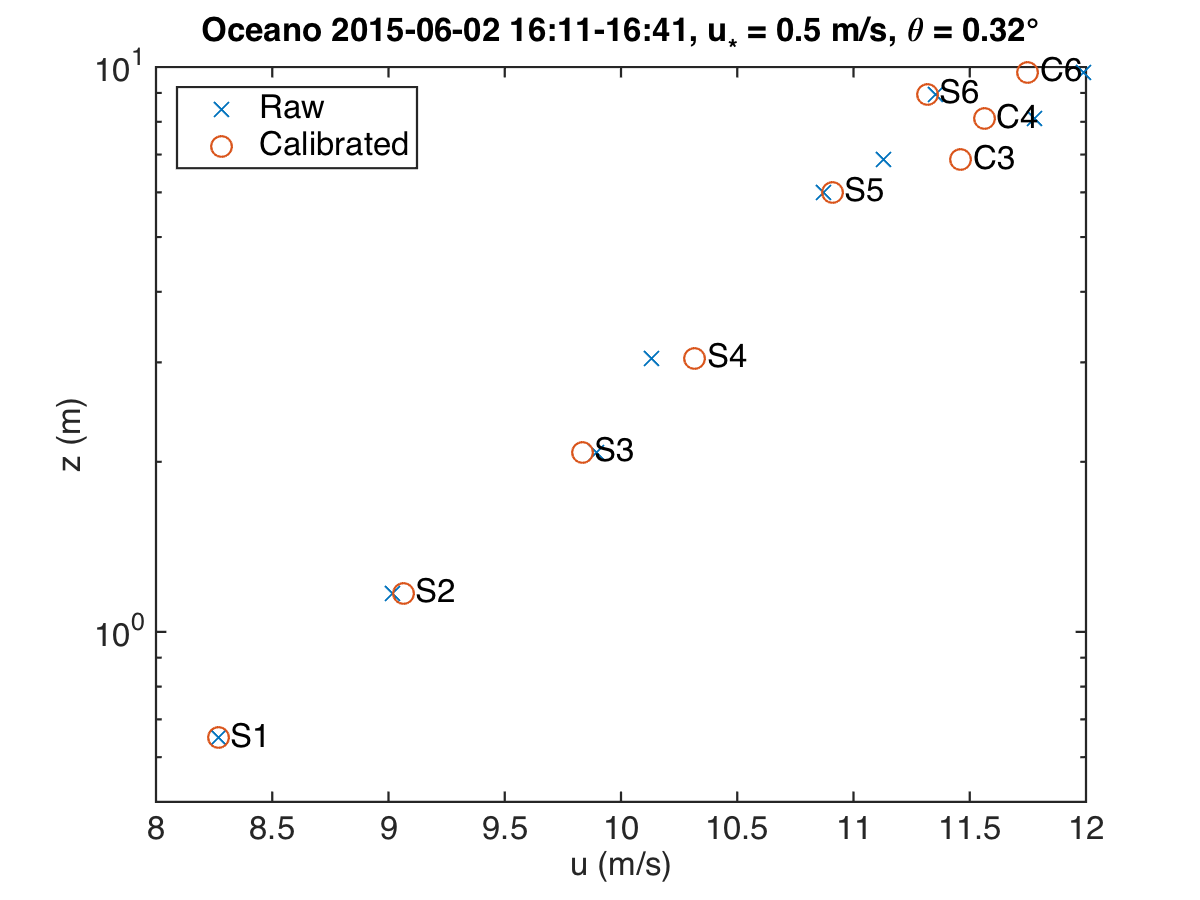 Oceano 2015-06-02 16:11-16:41, u* = 0.5 m/s, θ = 0.32°
10¹
Raw
Calibrated
C6
S6
C4
C3
S5
S4
S3
S2
10⁰
S1
z (m)
8 8.5 9 9.5 10 10.5 11 11.5 12
u (m/s)